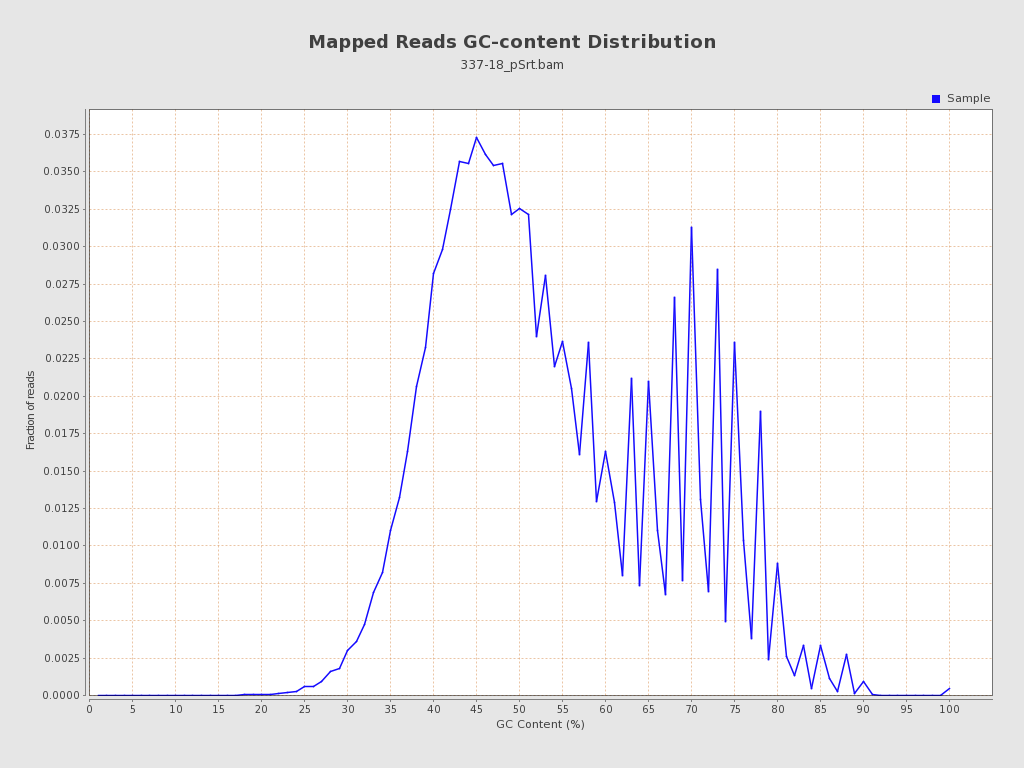 Mapped Reads GC-content Distribution
337-18_pSrt.bam
Sample
0.0375
0.0350
0.0325
0.0300
0.0275
0.0250
0.0225
0.0200
0.0175
0.0150
0.0125
0.0100
0.0075
0.0050
0.0025
0.0000
Fraction of reads
0 5 10 15 20 25 30 35 40 45 50 55 60 65 70 75 80 85 90 95 100
GC Content (%)